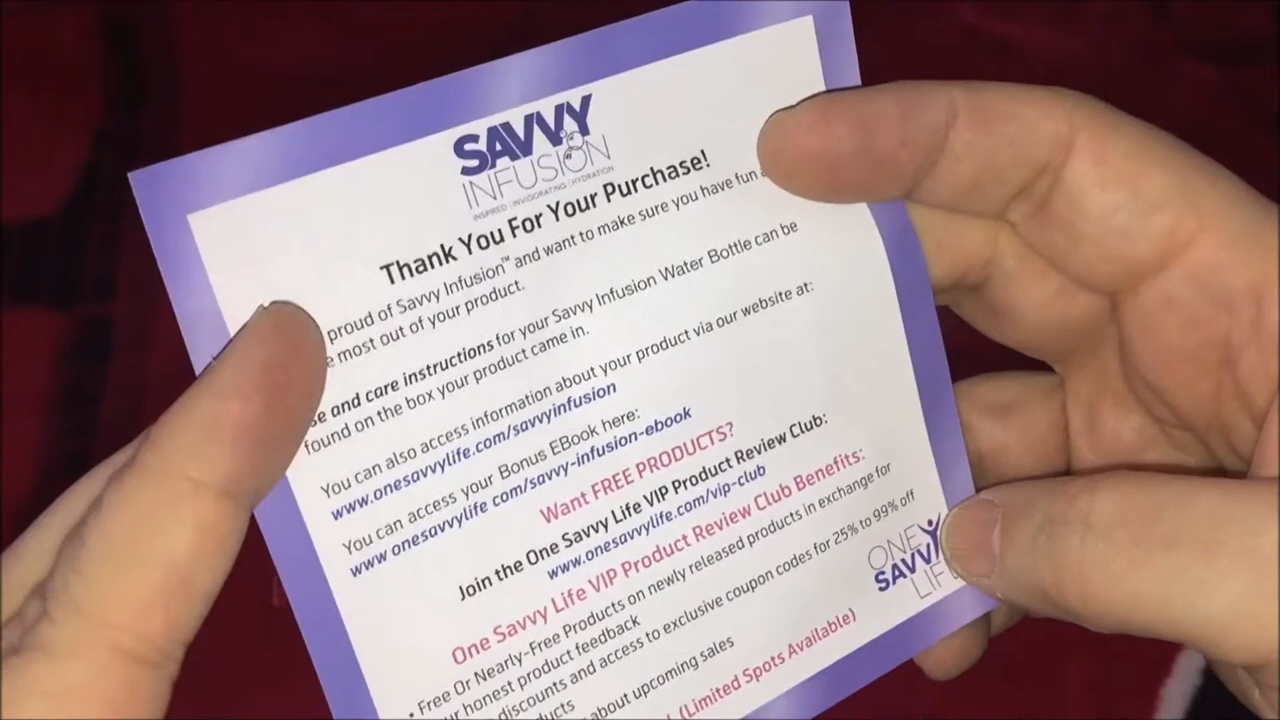 SAVVY
INFUSION
INSPIRED | INVIGORATING | HYDRATION
Thank You For Your Purchase!
proud of Savvy Infusion™ and want to make sure you have fun
most out of your product.
and care instructions for your Savvy Infusion Water Bottle can be
found on the box your product came in.
You can also access information about your product via our website at:
www.onesavvylife.com/savvyinfusion
You can access your Bonus EBook here:
www onesavvylife com/savvy-infusion-ebook
Want FREE PRODUCTS?
Join the One Savvy Life VIP Product Review Club:
www.onesavvylife.com/vip-club
One Savvy Life VIP Product Review Club Benefits:
• Free Or Nearly-Free Products on newly released products in exchange for
honest product feedback
discounts and access to exclusive coupon codes for 25% to 99% off
about upcoming sales
(Limited Spots Available)
ONE
SAVVY